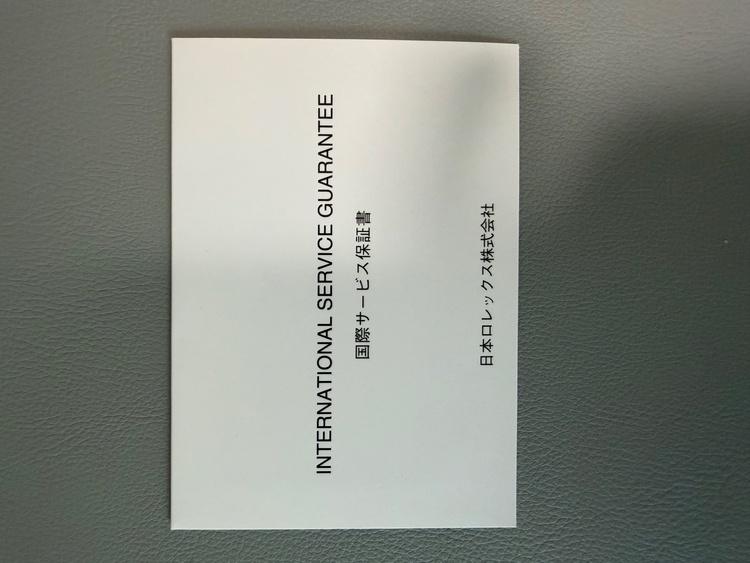 INTERNATIONAL SERVICE GUARANTEE
国際サービス保証書
日本ロレックス株式会社